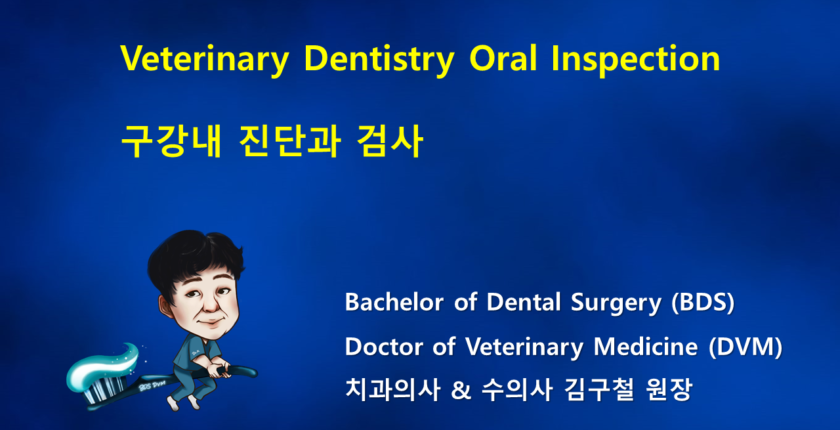 Veterinary Dentistry Oral Inspection
구강내 진단과 검사
Bachelor of Dental Surgery (BDS)
Doctor of Veterinary Medicine (DVM)
치과의사 & 수의사 김구철 원장